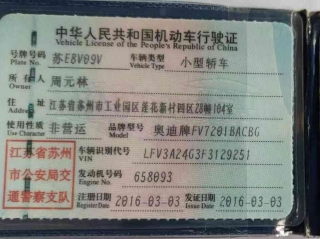 中华人民共和国机动车行驶证
Vehicle License of the People's Republic of China
号牌号码 苏E8V09V 车辆类型 小型轿车
Plate No. Vehicle Type
所有人 周元林
Owner
住址 江苏省苏州市工业园区莲花新村四区28幢104室
Address
使用性质 非营运 品牌型号 奥迪牌FV7201BACBG
Use Character Model
江苏省苏州
市公安局交
通警察支队
车辆识别代号 LFV3A24G3F3129251
VIN
发动机号码 658093
Engine No.
注册日期 2016-03-03 发证日期 2016-03-03
Register Date Issue Date